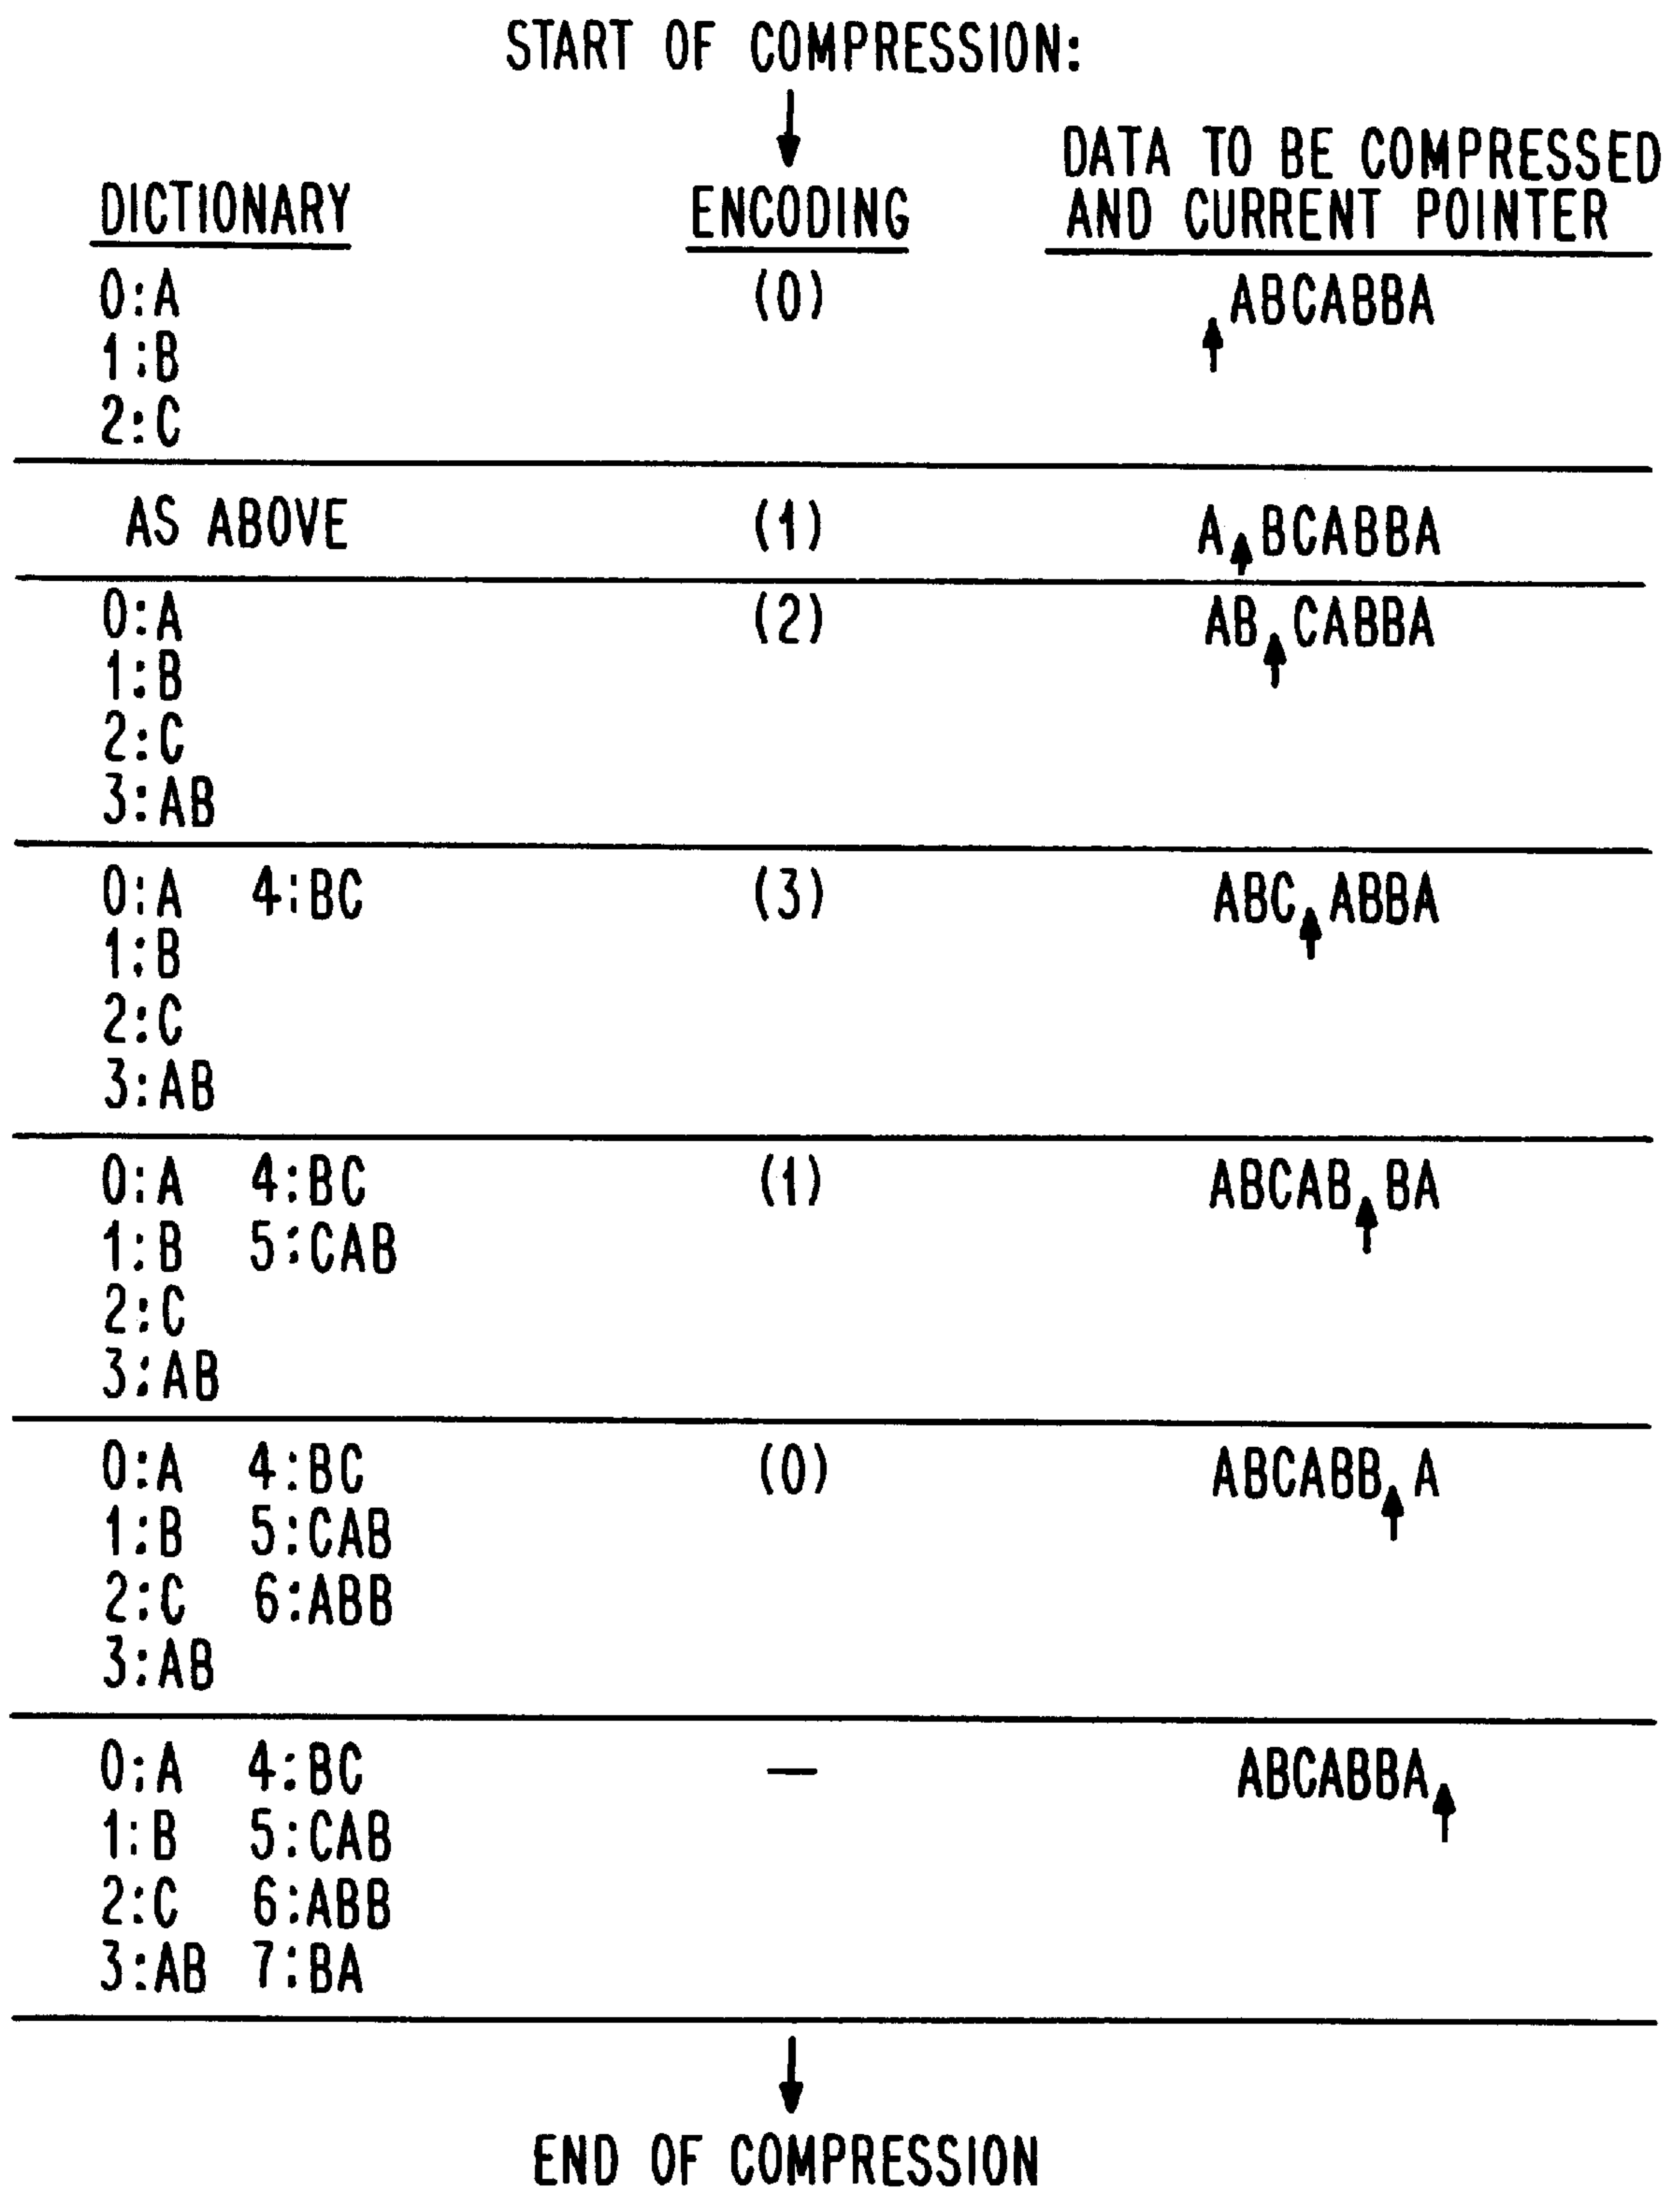 START OF COMPRESSION:
DATA TO BE COMPRESSED
DICTIONARY ENCODING AND CURRENT POINTER
0:A (0) ABCABBA
1:B
2:C
AS ABOVE (1) A BCABBA
0:A (2) AB CABBA
1:B
2:C
3:AB
0:A 4:BC (3) ABC ABBA
1:B
2:C
3:AB
0:A 4:BC (1) ABCAB BA
1:B 5:CAB
2:C
3:AB
0:A 4:BC (0) ABCABB A
1:B 5:CAB
2:C 6:ABB
3:AB
0:A 4:BC — ABCABBA
1:B 5:CAB
2:C 6:ABB
3:AB 7:BA
END OF COMPRESSION